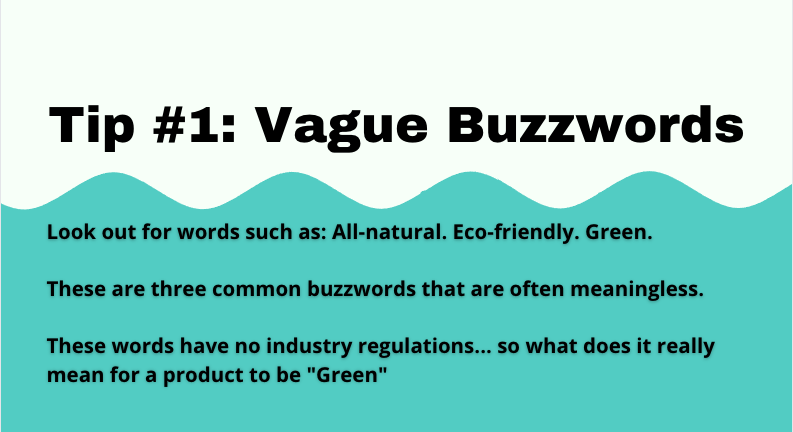 Tip #1: Vague Buzzwords
Look out for words such as: All-natural. Eco-friendly. Green.
These are three common buzzwords that are often meaningless.
These words have no industry regulations... so what does it really
mean for a product to be "Green"